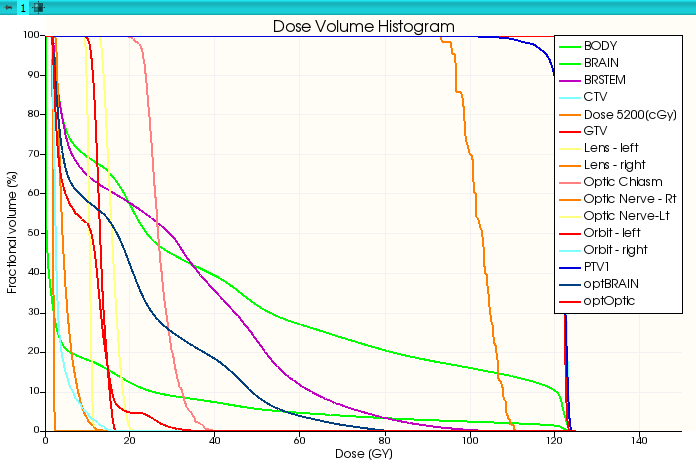 1
Dose Volume Histogram
100
90
80
70
60
50
40
30
20
10
0
Fractional volume (%)
0 20 40 60 80 100 120 140
Dose (GY)
BODY
BRAIN
BRSTEM
CTV
Dose 5200(cGy)
GTV
Lens - left
Lens - right
Optic Chiasm
Optic Nerve - Rt
Optic Nerve-Lt
Orbit - left
Orbit - right
PTV1
optBRAIN
optOptic